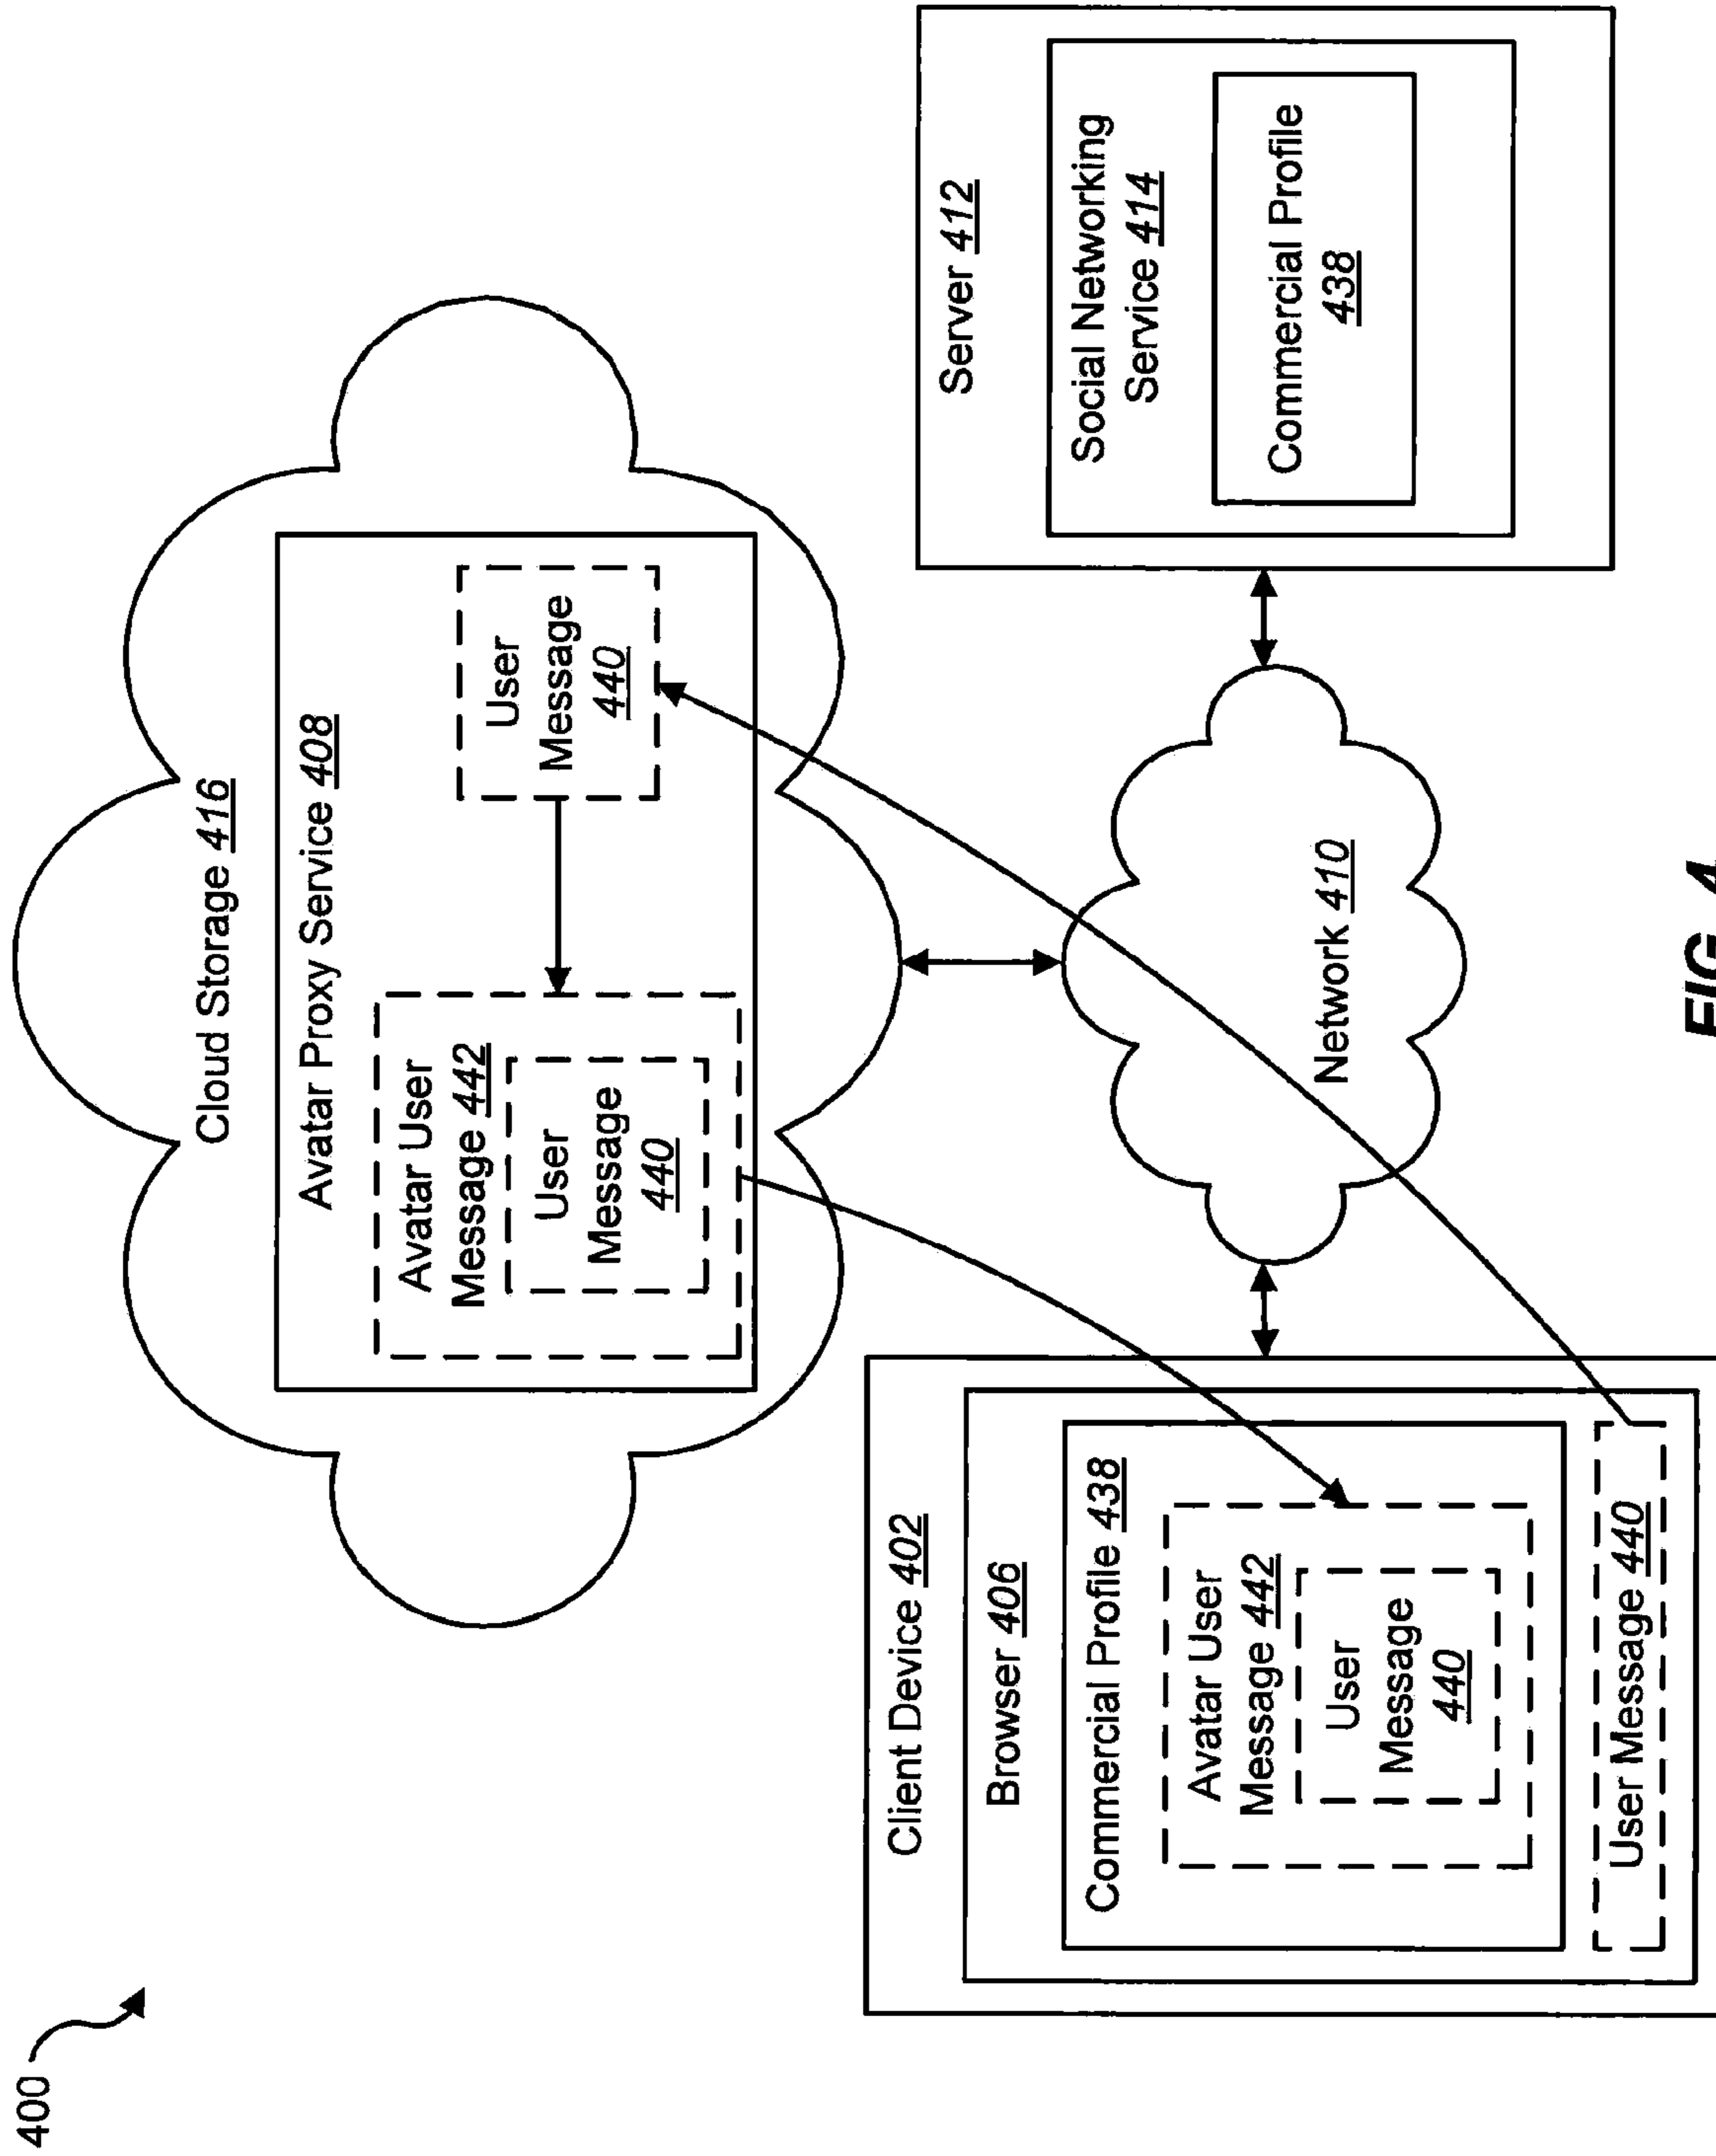 400
Cloud Storage 416
Avatar Proxy Service 408
Avatar User
Message 442
User
Message
440
User
Message
440
Client Device 402
Browser 406
Commercial Profile 438
Avatar User
Message 442
User
Message
440
User Message 440
Network 410
Server 412
Social Networking
Service 414
Commercial Profile
438
FIG. 4